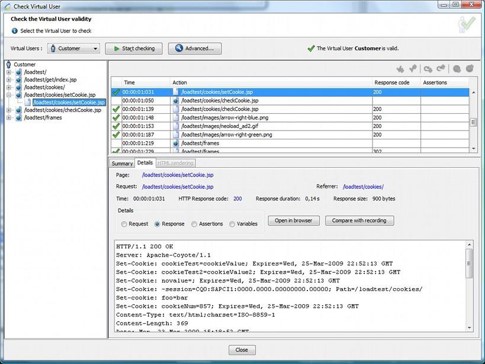 Check Virtual User
Check the Virtual User validity
Select the Virtual User to check
Virtual Users : Customer Start checking Advanced... The Virtual User Customer is valid.
Customer
/loadtest/
/loadtest/get/index.jsp
/loadtest/cookies/
/loadtest/cookies/setCookie.jsp
/loadtest/cookies/setCookie.jsp
/loadtest/cookies/checkCookie.jsp
/loadtest/frames
Time Action Response code Assertions
00:00:01:031 /loadtest/cookies/setCookie.jsp 200
00:00:01:050 /loadtest/cookies/checkCookie.jsp
00:00:01:139 /loadtest/cookies/checkCookie.jsp 200
00:00:01:148 /loadtest/images/arrow-right-blue.png 200
00:00:01:153 /loadtest/images/neoload_ad2.gif 200
00:00:01:157 /loadtest/images/arrow-right-green.png 200
00:00:01:219 /loadtest/frames
00:00:01:229 /loadtest/frames 302
Summary Details HTML rendering
Page: /loadtest/cookies/setCookie.jsp
Request: /loadtest/cookies/setCookie.jsp Referrer: /loadtest/cookies/
Time: 00:00:01:031 HTTP Response code: 200 Response duration: 0,14 s Response size: 900 bytes
Details
Request Response Assertions Variables Open in browser Compare with recording
HTTP/1.1 200 OK
Server: Apache-Coyote/1.1
Set-Cookie: cookieTest=cookieValue; Expires=Wed, 25-Mar-2009 22:52:13 GMT
Set-Cookie: cookieTest2=cookieValue2; Expires=Wed, 25-Mar-2009 22:52:13 GMT
Set-Cookie: novalue=; Expires=Wed, 25-Mar-2009 22:52:13 GMT
Set-Cookie: Path=/loadtest/cookies/
Set-cookie: foo=bar
Set-Cookie: cookieNum=857; Expires=Wed, 25-Mar-2009 22:52:13 GMT
Content-Type: text/html;charset=ISO-8859-1
Content-Length: 369
Close